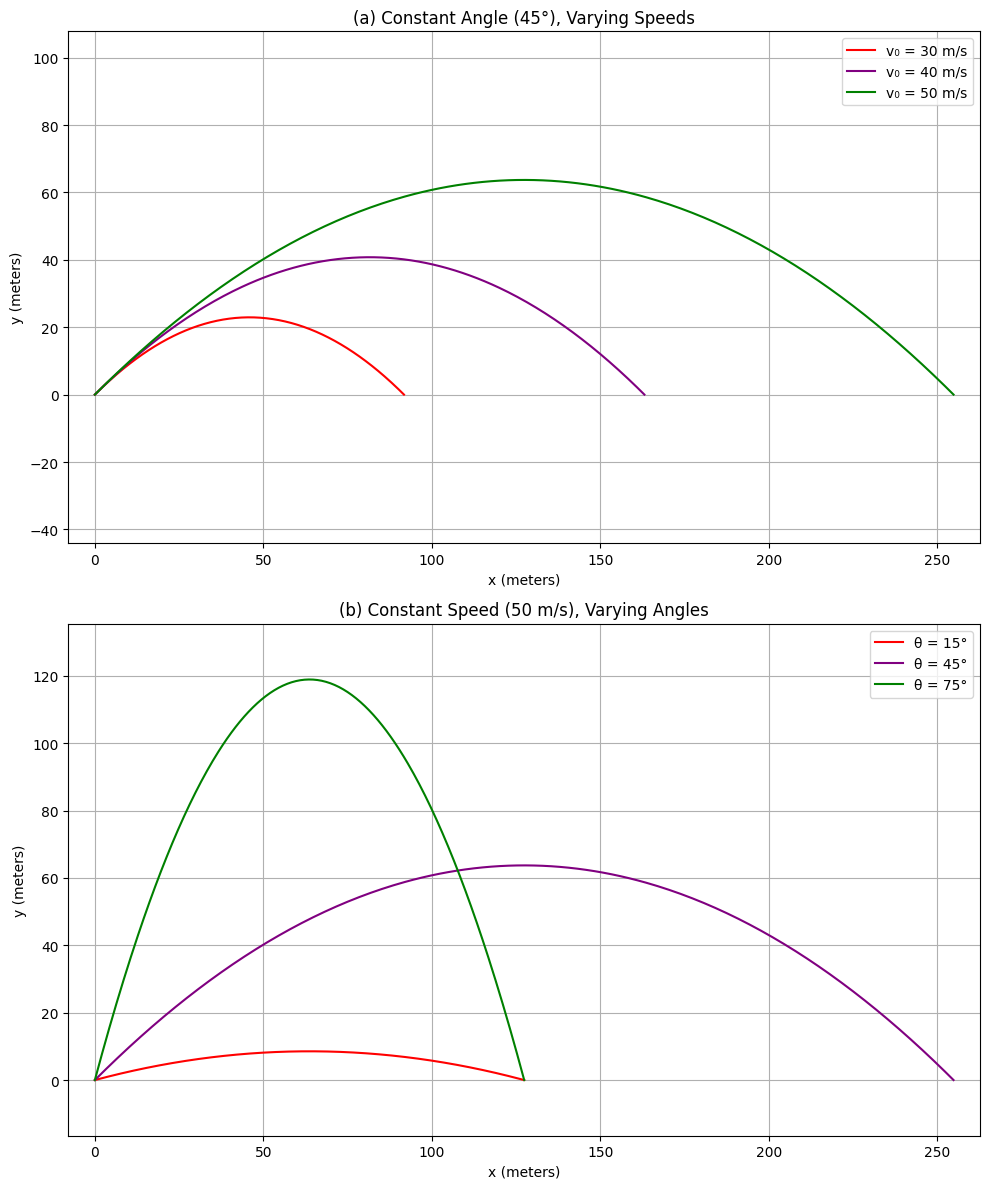 (a) Constant Angle (45°), Varying Speeds
v₀ = 30 m/s
v₀ = 40 m/s
v₀ = 50 m/s
y (meters)
100
80
60
40
20
0
−20
−40
0 50 100 150 200 250
x (meters)
(b) Constant Speed (50 m/s), Varying Angles
θ = 15°
θ = 45°
θ = 75°
y (meters)
120
100
80
60
40
20
0
0 50 100 150 200 250
x (meters)